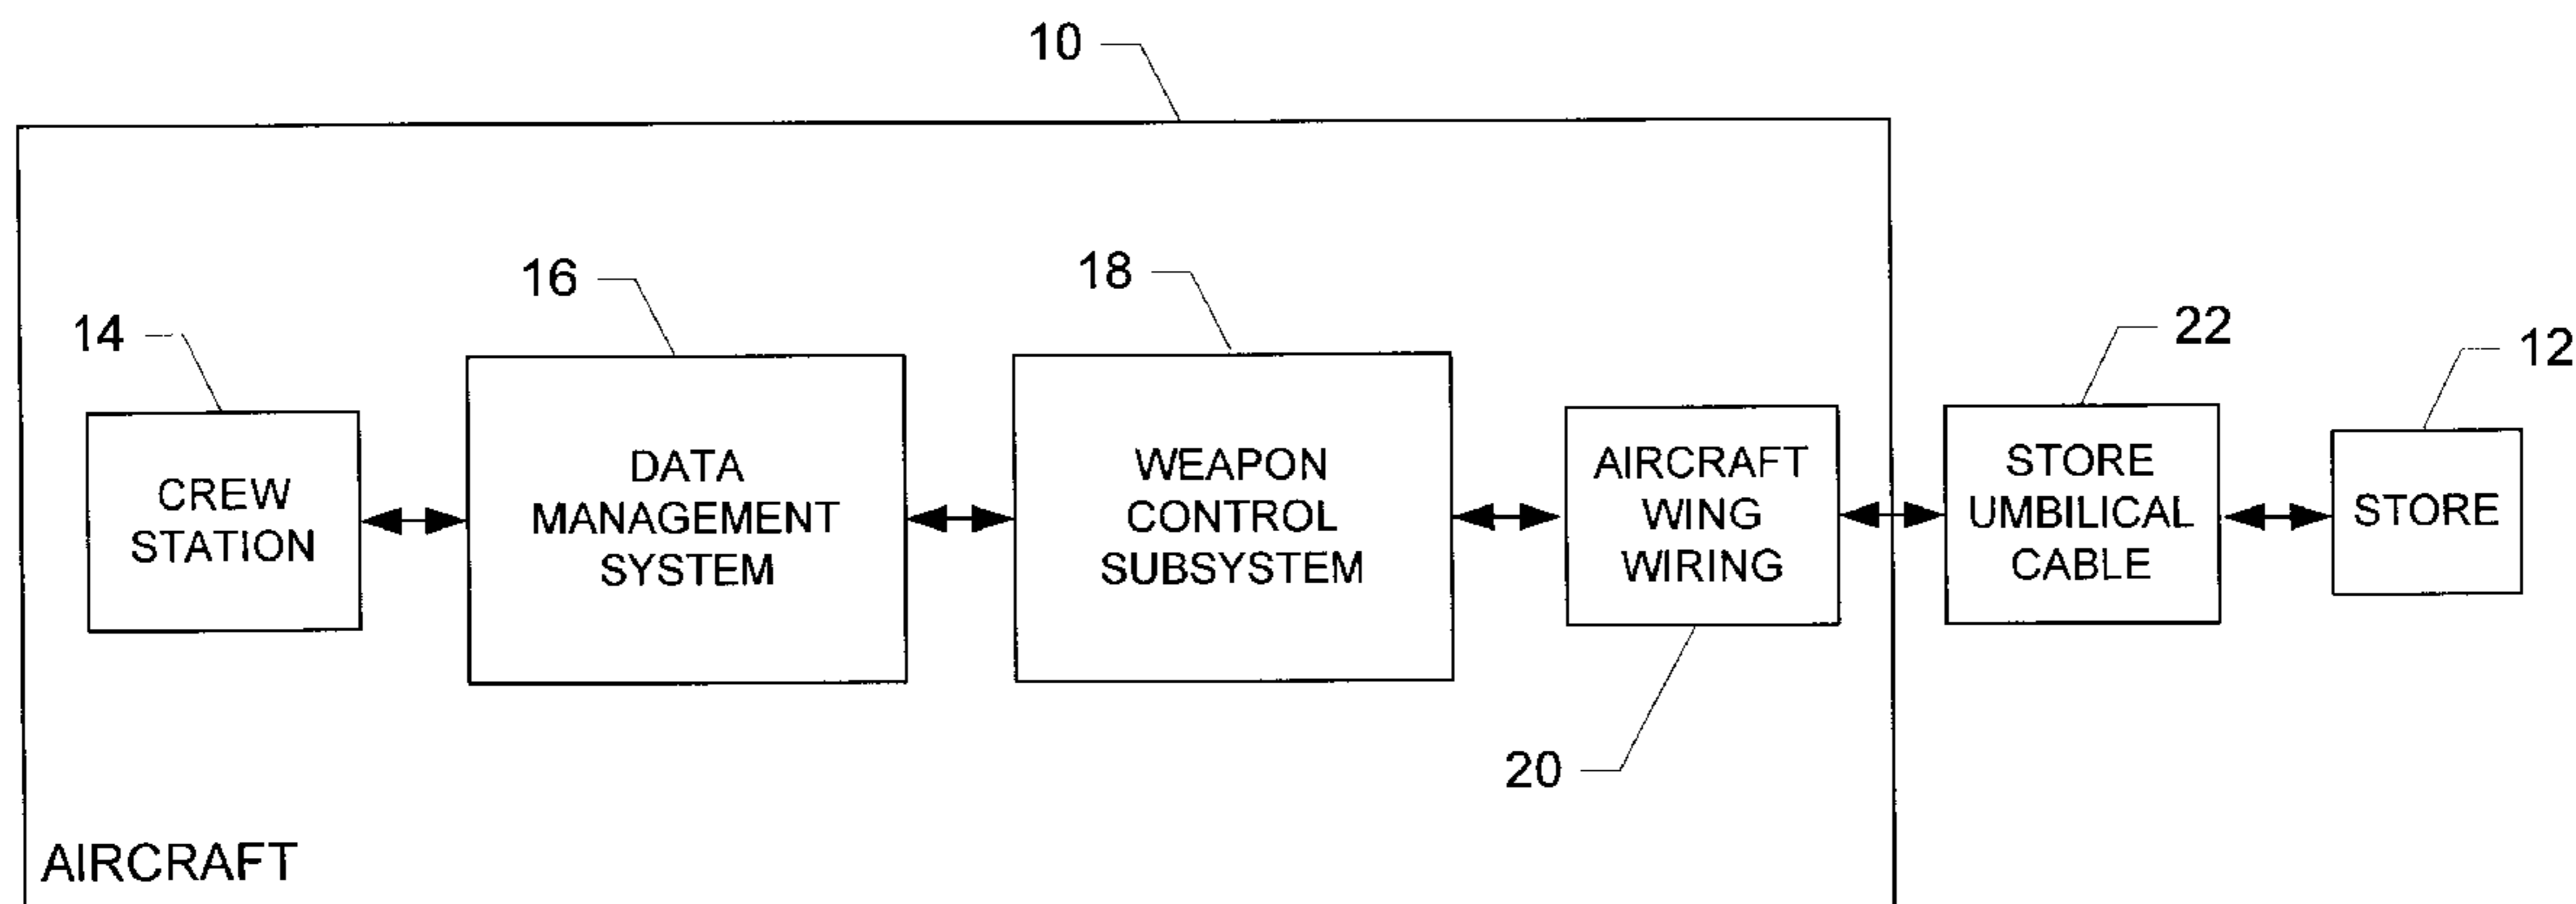 10
16
18
14
22
12
CREW
STATION
DATA
MANAGEMENT
SYSTEM
WEAPON
CONTROL
SUBSYSTEM
AIRCRAFT
WING
WIRING
STORE
UMBILICAL
CABLE
STORE
20
AIRCRAFT